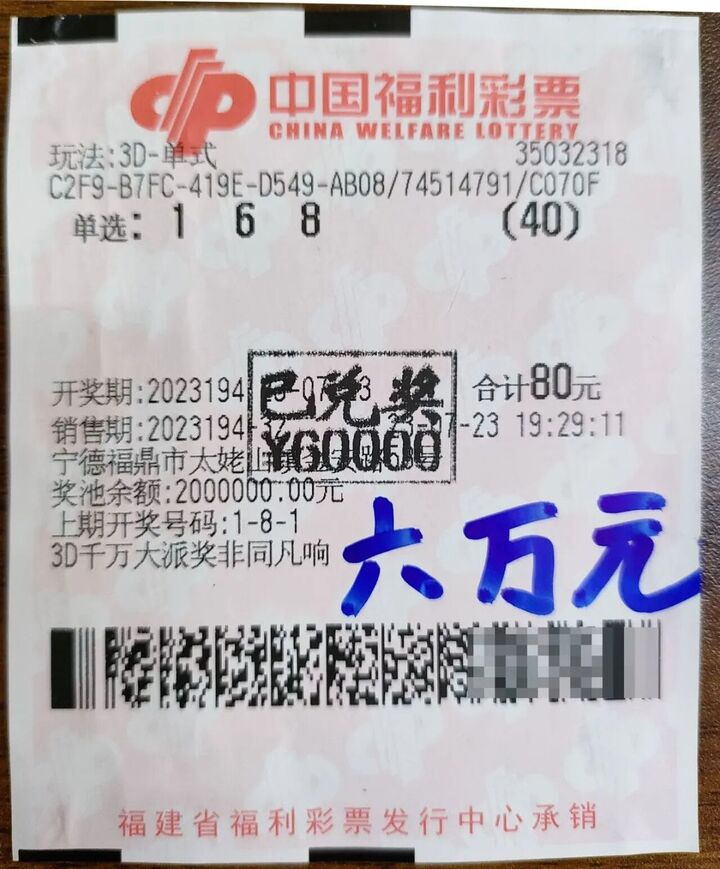 中国福利彩票
CHINA WELFARE LOTTERY
玩法:3D-单式 35032318
C2F9-B7FC-419E-D549-AB08/74514791/C070F
单选: 1 6 8 (40)
开奖期:2023194 合计80元
已兑奖
销售期:2023194 -23 19:29:11
¥60000
宁德福鼎市太姥山
奖池余额:2000000.00元
上期开奖号码:1-8-1
3D千万大派奖非同凡响
六万元
福建省福利彩票发行中心承销